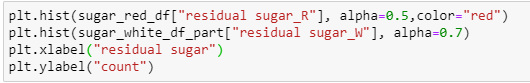 plt.hist(sugar_red_df["residual sugar_R"], alpha=0.5,color="red")
plt.hist(sugar_white_df_part["residual sugar_W"], alpha=0.7)
plt.xlabel("residual sugar")
plt.ylabel("count")